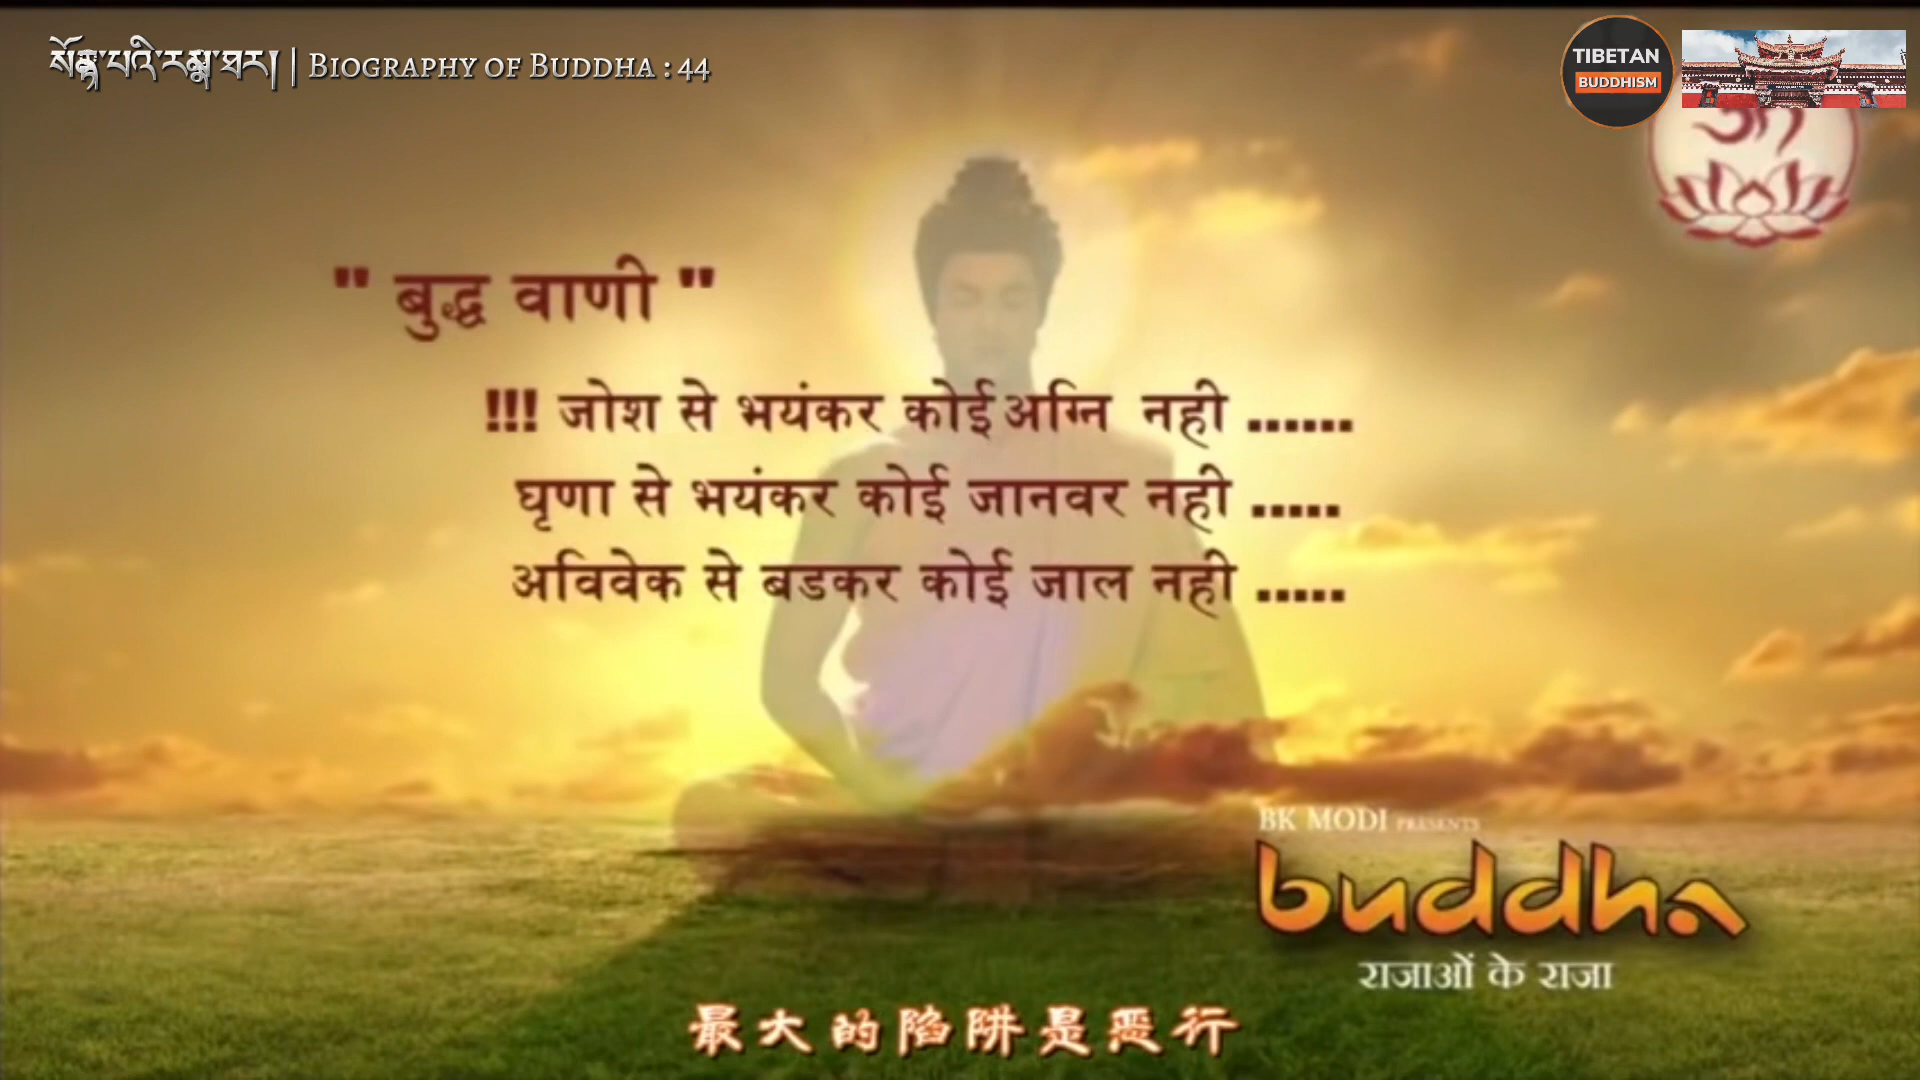 སྟོན་པའི་རྣམ་ཐར། | Biography of Buddha : 44
TIBETAN
BUDDHISM
" बुद्ध वाणी "
!!! जोश से भयंकर कोई अग्नि नही ......
घृणा से भयंकर कोई जानवर नही .....
अविवेक से बडकर कोई जाल नही .....
BK MODI PRESENTS
buddha
राजाओं के राजा
最大的陷阱是恶行